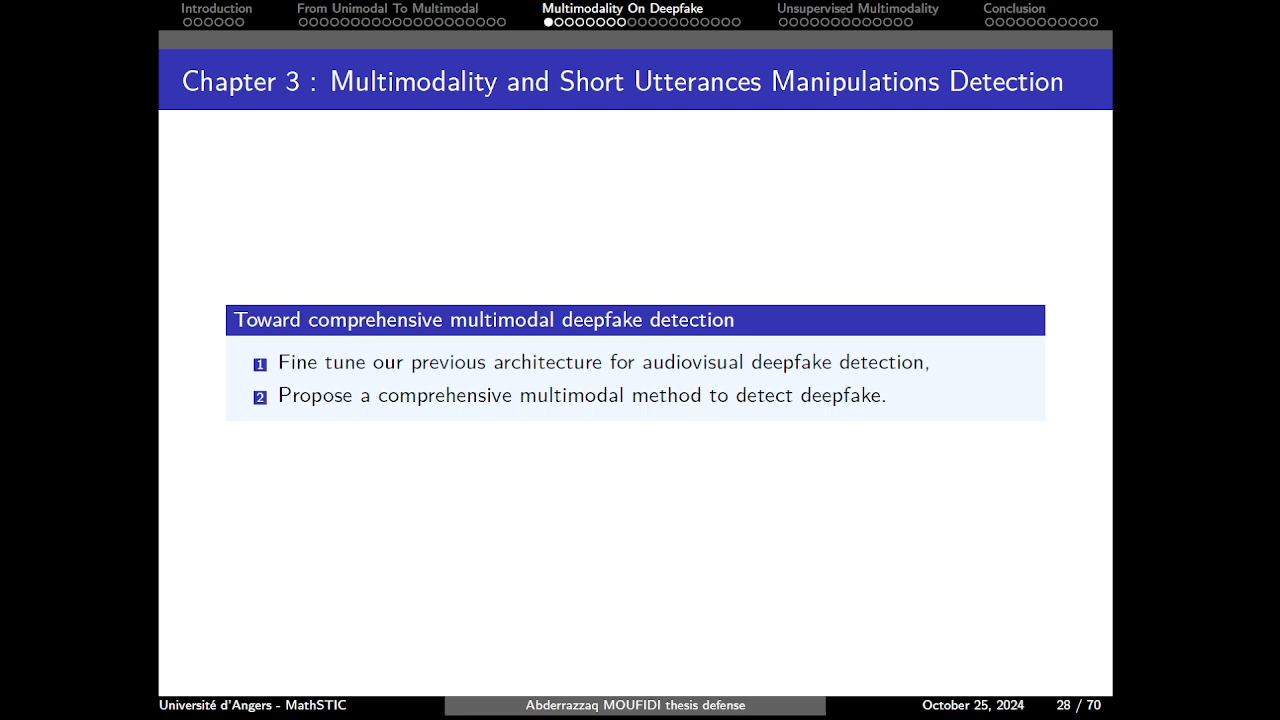 Introduction From Unimodal To Multimodal Multimodality On Deepfake Unsupervised Multimodality Conclusion
Chapter 3 : Multimodality and Short Utterances Manipulations Detection
Toward comprehensive multimodal deepfake detection
1 Fine tune our previous architecture for audiovisual deepfake detection,
2 Propose a comprehensive multimodal method to detect deepfake.
Université d'Angers - MathSTIC Abderrazzaq MOUFIDI thesis defense October 25, 2024 28 / 70